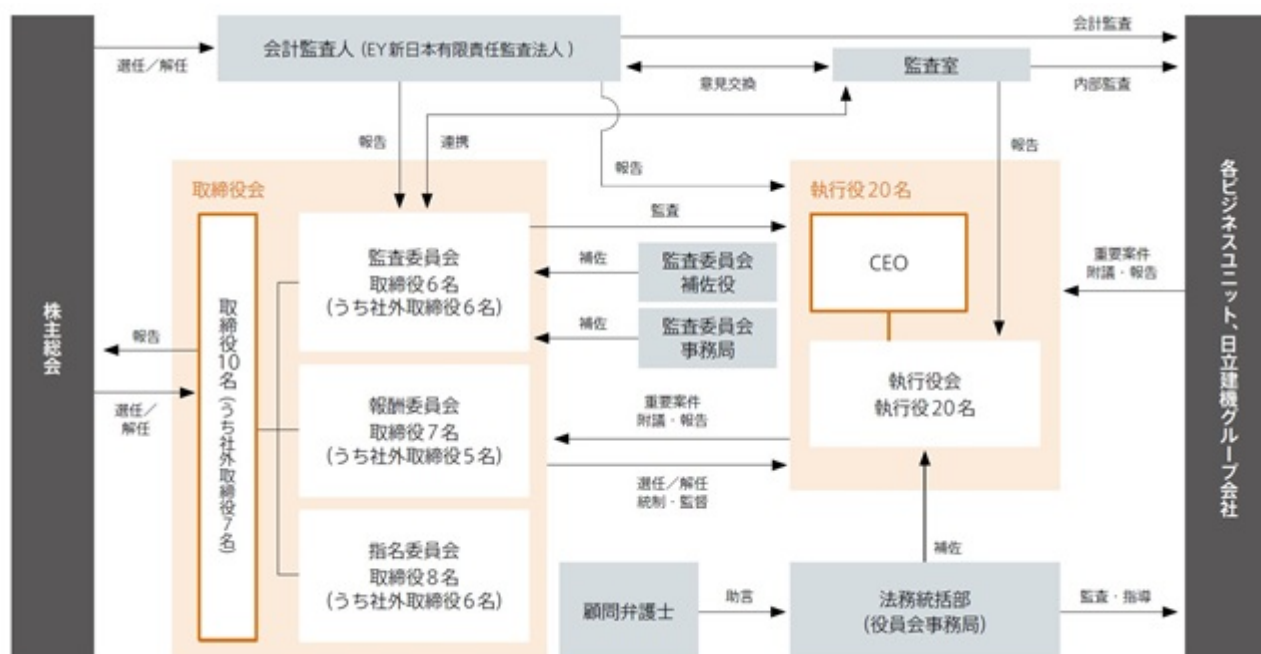 会計監査人（EY新日本有限責任監査法人）
会計監査
選任／解任
意見交換
監査室
内部監査
報告
連携
報告
報告
取締役会
執行役20名
監査
監査委員会
取締役6名
(うち社外取締役6名)
補佐
監査委員会
補佐役
CEO
重要案件
附議・報告
補佐
監査委員会
事務局
株主総会
報告
選任／
解任
取締役10名（うち社外取締役7名）
報酬委員会
取締役7名
(うち社外取締役5名)
重要案件
附議・報告
執行役会
執行役20名
選任／解任
統制・監督
指名委員会
取締役8名
(うち社外取締役6名)
補佐
顧問弁護士
助言
法務統括部
(役員会事務局)
監査・指導
各ビジネスユニット、日立建機グループ会社